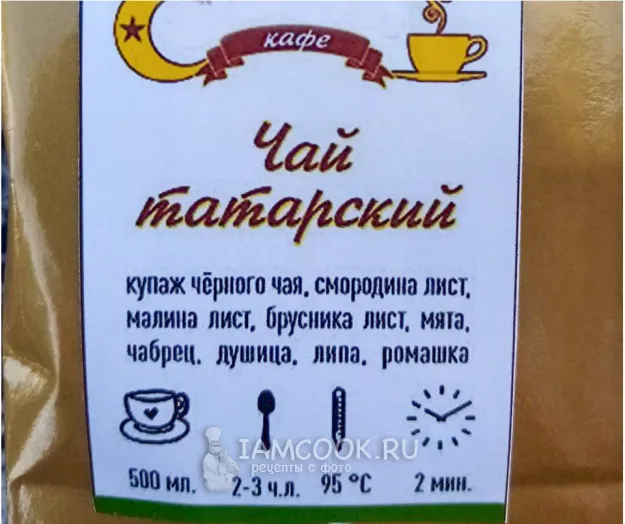 кафе
Чай
татарский
купаж чёрного чая, смородина лист,
малина лист, брусника лист, мята,
чабрец, душица, липа, ромашка
IAMCOOK.RU
рецепты с фото
500 мл. 2-3 ч.л. 95 °C 2 мин.